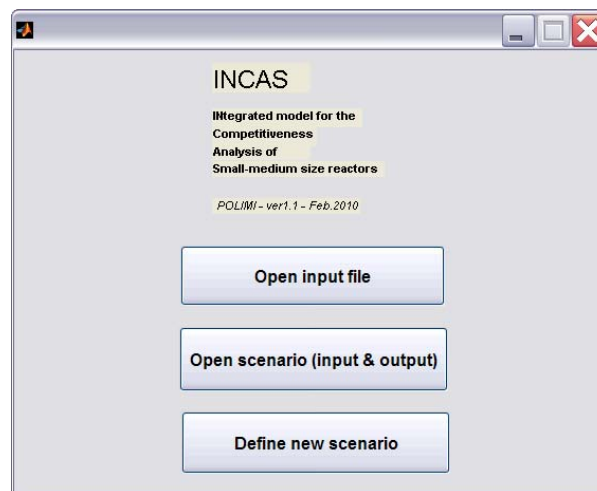 INCAS
INtegrated model for the
Competitiveness
Analysis of
Small-medium size reactors
POLIMI - ver1.1 - Feb.2010
Open input file
Open scenario (input & output)
Define new scenario